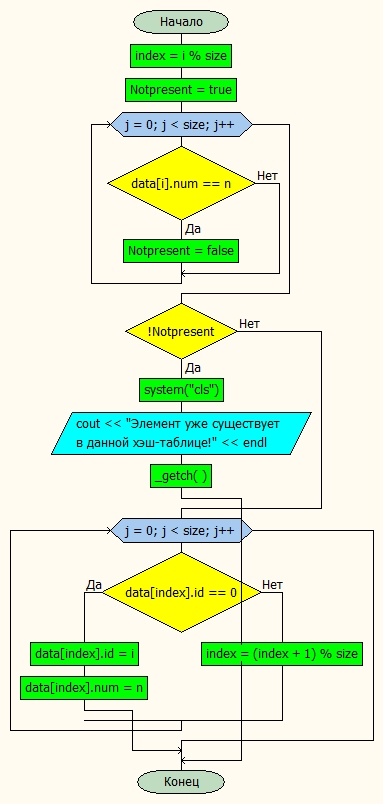 Начало
index = i % size
Notpresent = true
j = 0; j < size; j++
data[i].num == n
Нет
Да
Notpresent = false
!Notpresent
Нет
Да
system("cls")
cout << "Элемент уже существует
в данной хэш-таблице!" << endl
_getch( )
j = 0; j < size; j++
Да
data[index].id == 0
Нет
data[index].id = i
index = (index + 1) % size
data[index].num = n
Конец